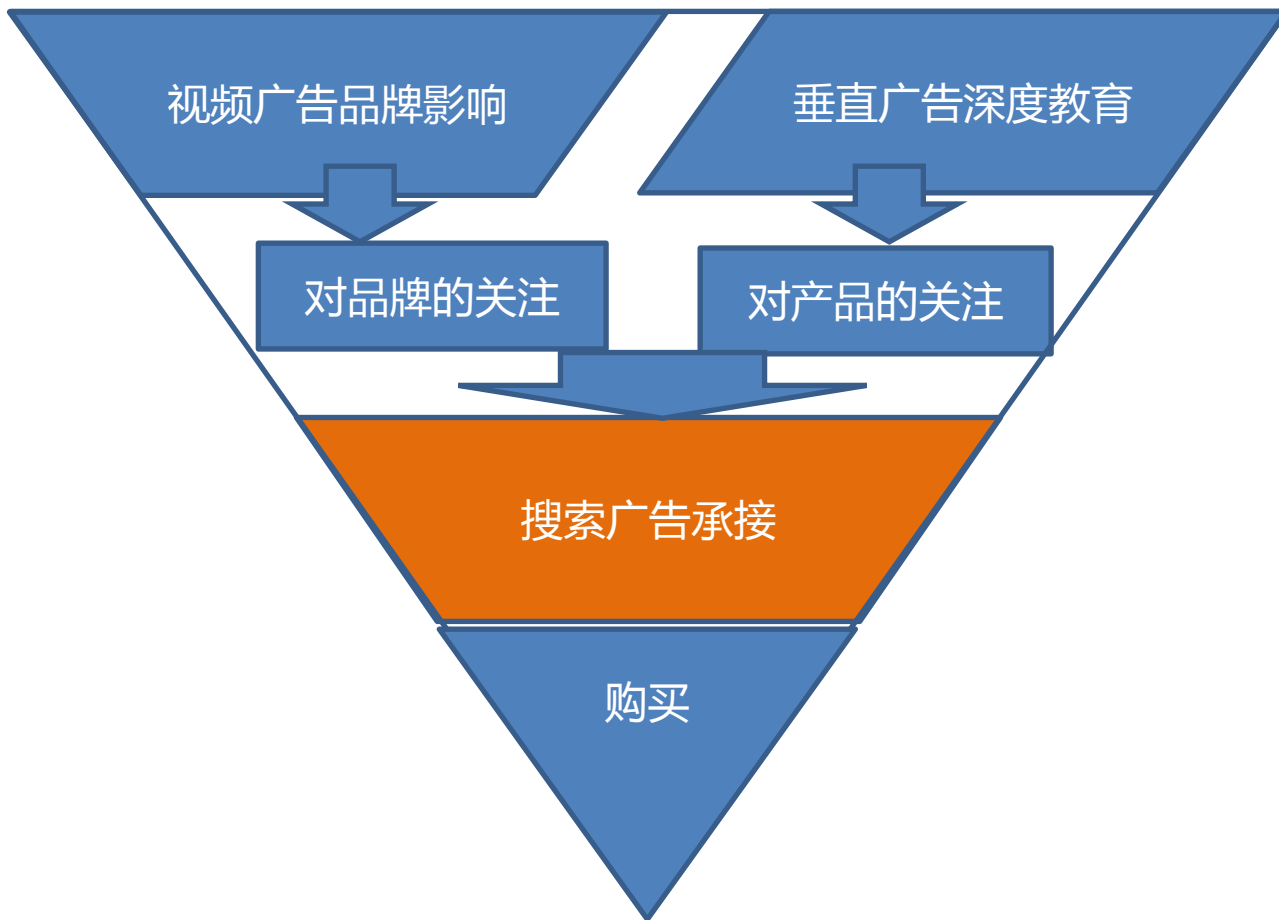 视频广告品牌影响
垂直广告深度教育
对品牌的关注
对产品的关注
搜索广告承接
购买